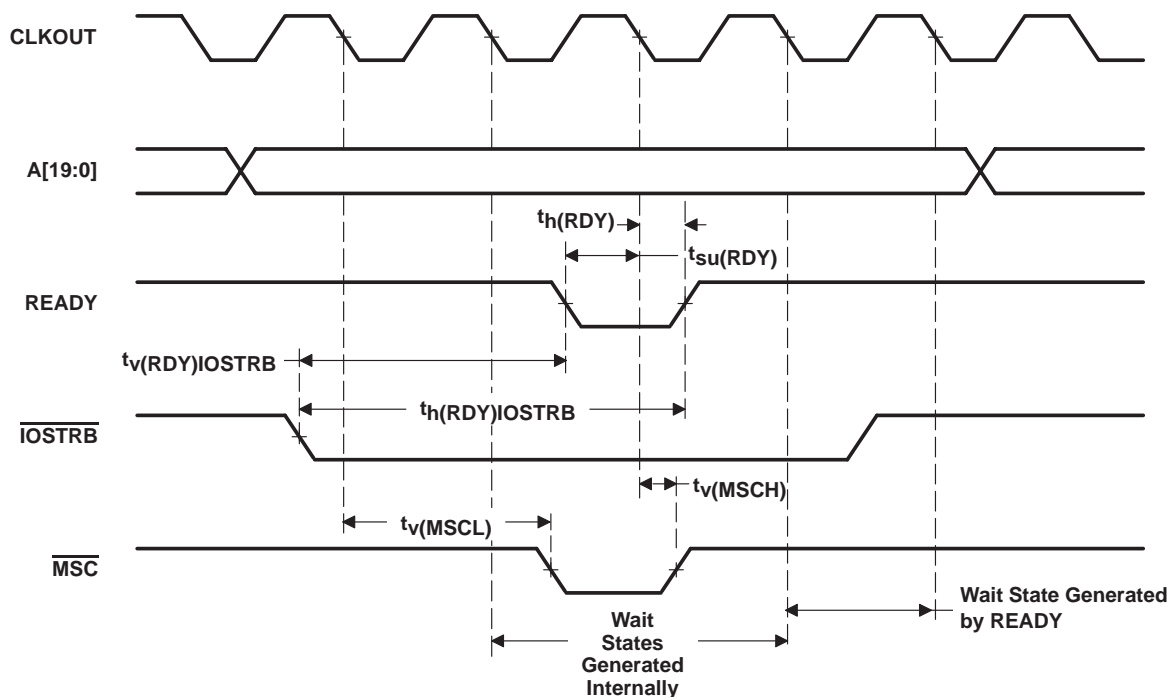 CLKOUT
A[19:0]
th(RDY)
tsu(RDY)
READY
tv(RDY)IOSTRB
th(RDY)IOSTRB
IOSTRB
tv(MSCH)
tv(MSCL)
MSC
Wait State Generated
by READY
Wait
States
Generated
Internally